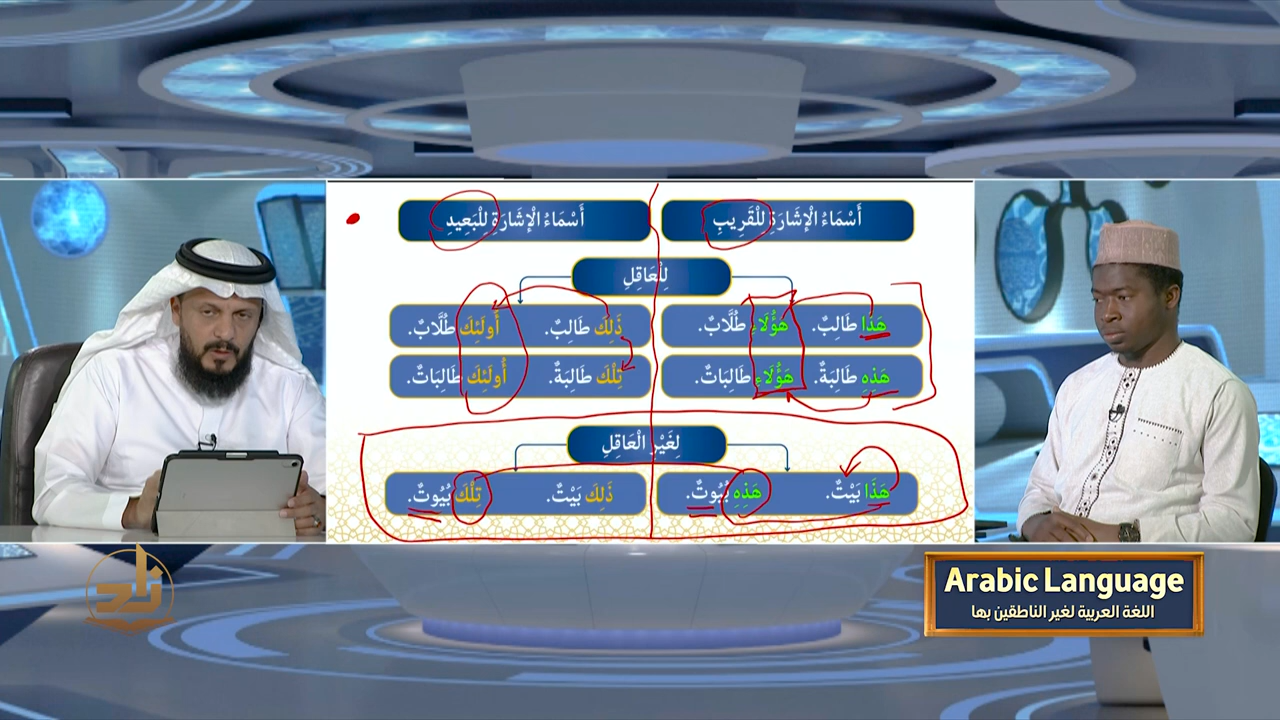 أَسْمَاءُ الْإِشَارَةِ لِلْقَرِيبِ
أَسْمَاءُ الْإِشَارَةِ لِلْبَعِيدِ
لِلْعَاقِلِ
هَذَا طَالِبٌ. هَؤُلَاءِ طُلَّابٌ.
ذَلِكَ طَالِبٌ. أُولَئِكَ طُلَّابٌ.
هَذِهِ طَالِبَةٌ. هَؤُلَاءِ طَالِبَاتٌ.
تِلْكَ طَالِبَةٌ. أُولَئِكَ طَالِبَاتٌ.
لِغَيْرِ الْعَاقِلِ
هَذَا بَيْتٌ. هَذِهِ بُيُوتٌ.
ذَلِكَ بَيْتٌ. تِلْكَ بُيُوتٌ.
زاد
Arabic Language
اللغة العربية لغير الناطقين بها